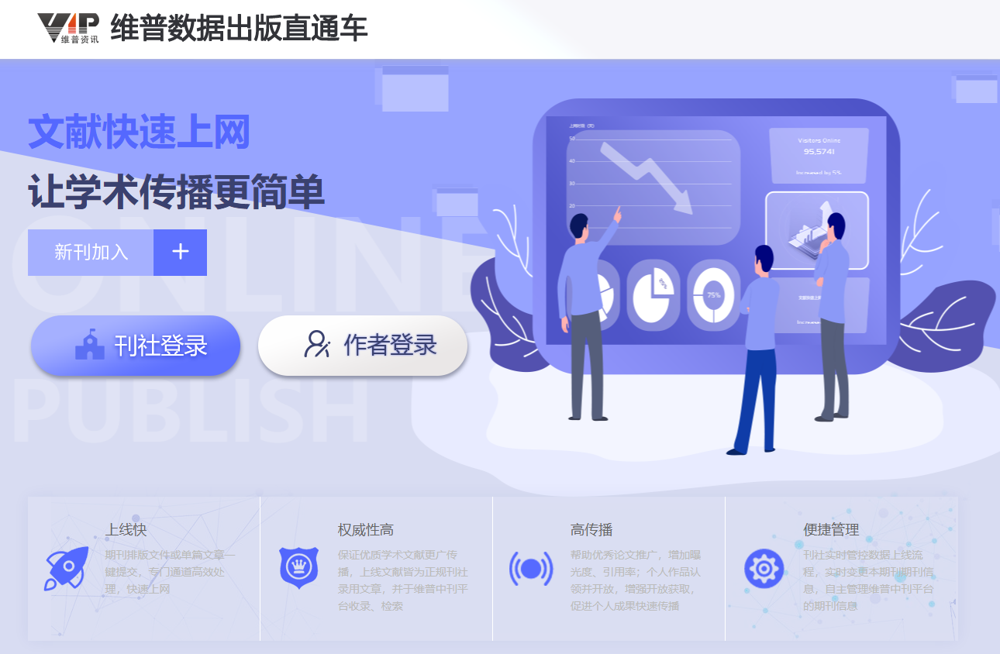 VIP
维普资讯
维普数据出版直通车
文献快速上网
让学术传播更简单
ONLINE
新刊加入 +
刊社登录
作者登录
PUBLISH
50
40
30
20
Visitors Online
95,5741
Increased by 5%
25%
75%
上线快
期刊排版文件或单篇文章一
键提交，专门通道高效处
理，快速上网
权威性高
保证优质学术文献更广传
播，上线文献皆为正规刊社
录用文章，并于维普中刊平
台收录、检索
高传播
帮助优秀论文推广，增加曝
光度、引用率；个人作品认
领并开放，增强开放获取，
促进个人成果快速传播
便捷管理
刊社实时管控数据上线流
程，实时变更本期刊期刊信
息，自主管理维普中刊平台
的期刊信息